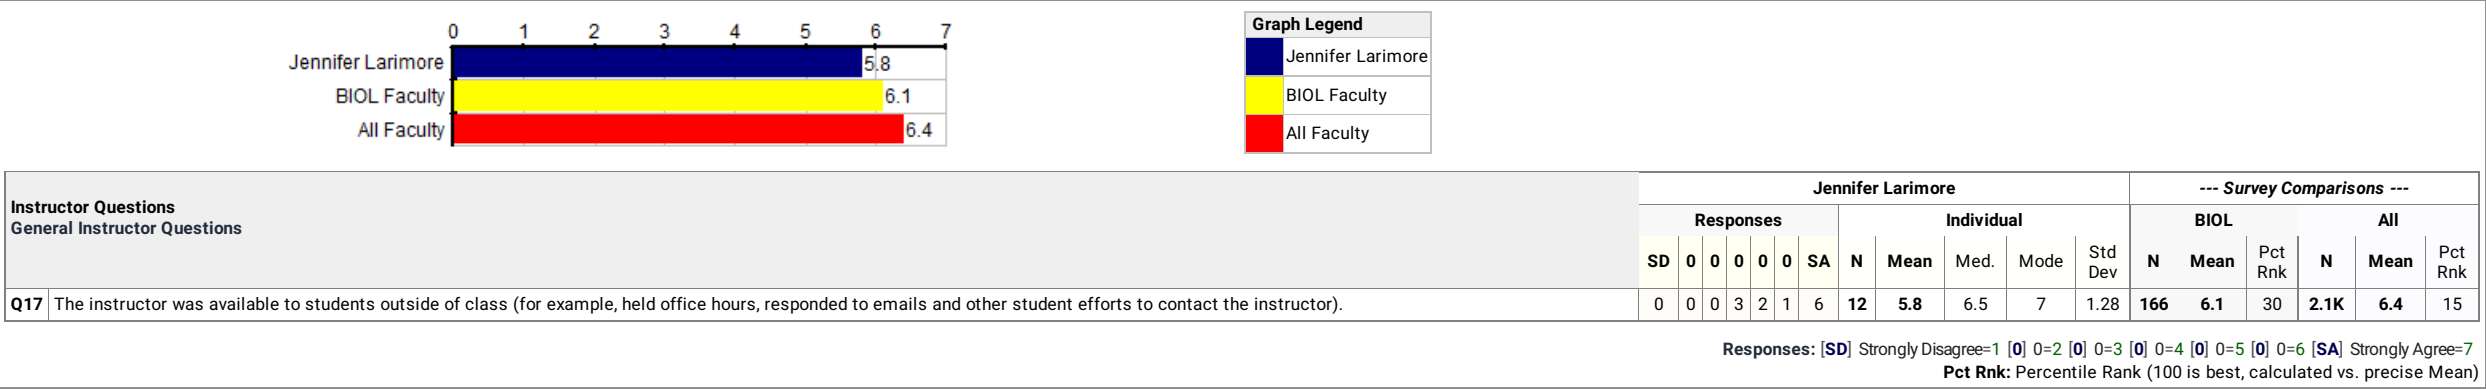 0 1 2 3 4 5 6 7
Jennifer Larimore 5.8
BIOL Faculty 6.1
All Faculty 6.4
Graph Legend
Jennifer Larimore
BIOL Faculty
All Faculty
Instructor Questions
General Instructor Questions
Jennifer Larimore --- Survey Comparisons ---
Responses Individual BIOL All
SD 0 0 0 0 0 SA N Mean Med. Mode Std Dev N Mean Pct Rnk N Mean Pct Rnk
Q17 The instructor was available to students outside of class (for example, held office hours, responded to emails and other student efforts to contact the instructor). 0 0 0 3 2 1 6 12 5.8 6.5 7 1.28 166 6.1 30 2.1K 6.4 15
Responses: [SD] Strongly Disagree=1 [0] 0=2 [0] 0=3 [0] 0=4 [0] 0=5 [0] 0=6 [SA] Strongly Agree=7
Pct Rnk: Percentile Rank (100 is best, calculated vs. precise Mean)